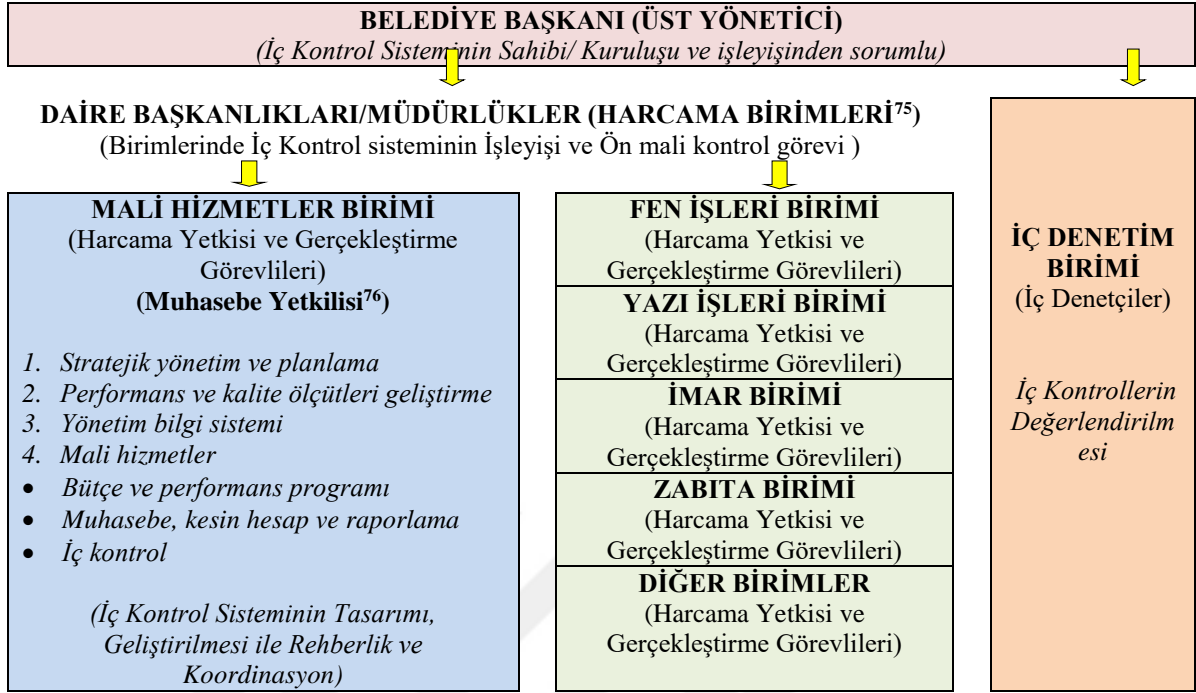 BELEDİYE BAŞKANI (ÜST YÖNETİCİ)
(İç Kontrol Sisteminin Sahibi/ Kuruluşu ve işleyişinden sorumlu)
DAİRE BAŞKANLIKLARI/MÜDÜRLÜKLER (HARCAMA BİRİMLERİ75)
(Birimlerinde İç Kontrol sisteminin İşleyişi ve Ön mali kontrol görevi )
MALİ HİZMETLER BİRİMİ
(Harcama Yetkisi ve Gerçekleştirme
Görevlileri)
(Muhasebe Yetkilisi76)
1. Stratejik yönetim ve planlama
2. Performans ve kalite ölçütleri geliştirme
3. Yönetim bilgi sistemi
4. Mali hizmetler
• Bütçe ve performans programı
• Muhasebe, kesin hesap ve raporlama
• İç kontrol
(İç Kontrol Sisteminin Tasarımı,
Geliştirilmesi ile Rehberlik ve
Koordinasyon)
FEN İŞLERİ BİRİMİ
(Harcama Yetkisi ve
Gerçekleştirme Görevlileri)
YAZI İŞLERİ BİRİMİ
(Harcama Yetkisi ve
Gerçekleştirme Görevlileri)
İMAR BİRİMİ
(Harcama Yetkisi ve
Gerçekleştirme Görevlileri)
ZABITA BİRİMİ
(Harcama Yetkisi ve
Gerçekleştirme Görevlileri)
DİĞER BİRİMLER
(Harcama Yetkisi ve
Gerçekleştirme Görevlileri)
İÇ DENETİM
BİRİMİ
(İç Denetçiler)
İç Kontrollerin
Değerlendirilm
esi